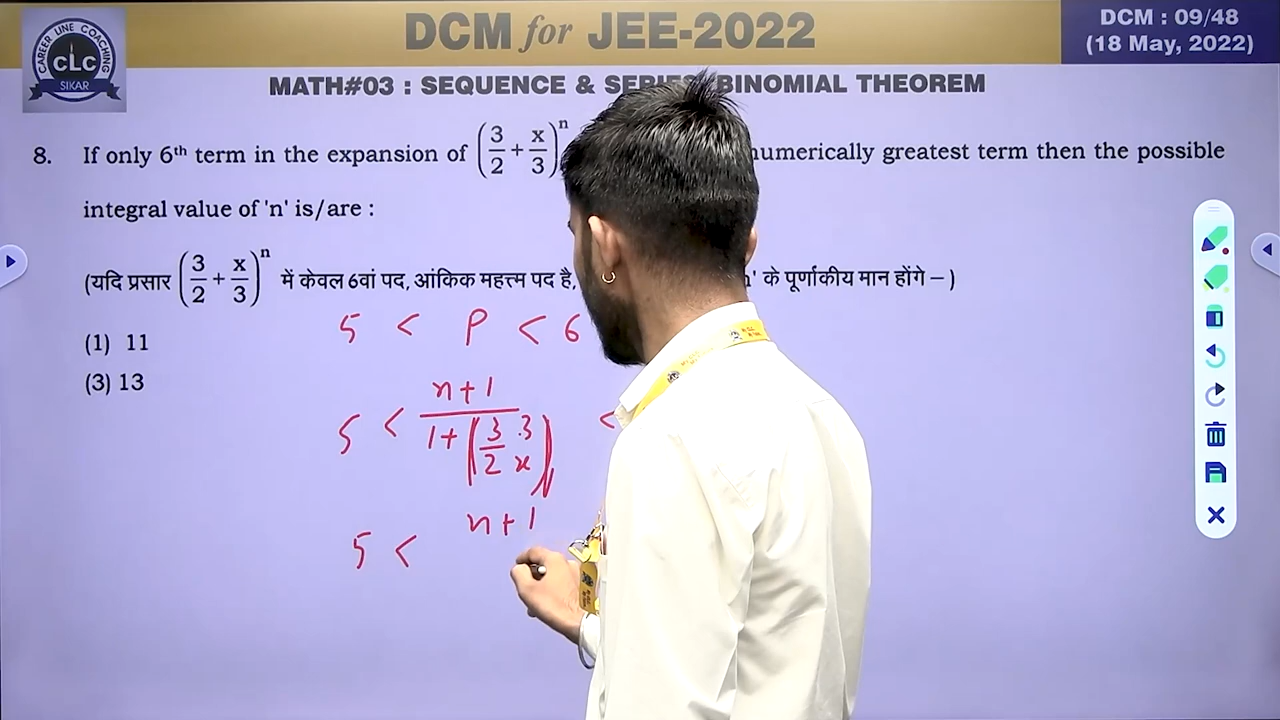 CAREER LINE COACHING
CLC
SIKAR
DCM for JEE-2022
DCM : 09/48
(18 May, 2022)
MATH#03 : SEQUENCE & SERIES BINOMIAL THEOREM
8. If only 6th term in the expansion of (3/2 + x/3)^n numerically greatest term then the possible
integral value of 'n' is/are :
(यदि प्रसार (3/2 + x/3)^n में केवल 6वां पद, आंकिक महत्तम पद है, 'n' के पूर्णांकीय मान होंगे – )
(1) 11
(3) 13
5 < P < 6
5 < (n+1)/(1+|3/2 · 3/x|) <
5 < n+1